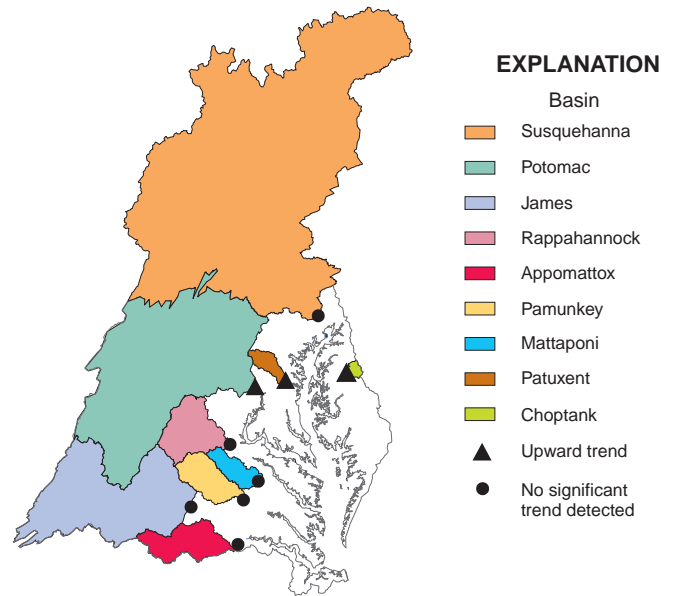 EXPLANATION
Basin
Susquehanna
Potomac
James
Rappahannock
Appomattox
Pamunkey
Mattaponi
Patuxent
Choptank
Upward trend
No significant
trend detected